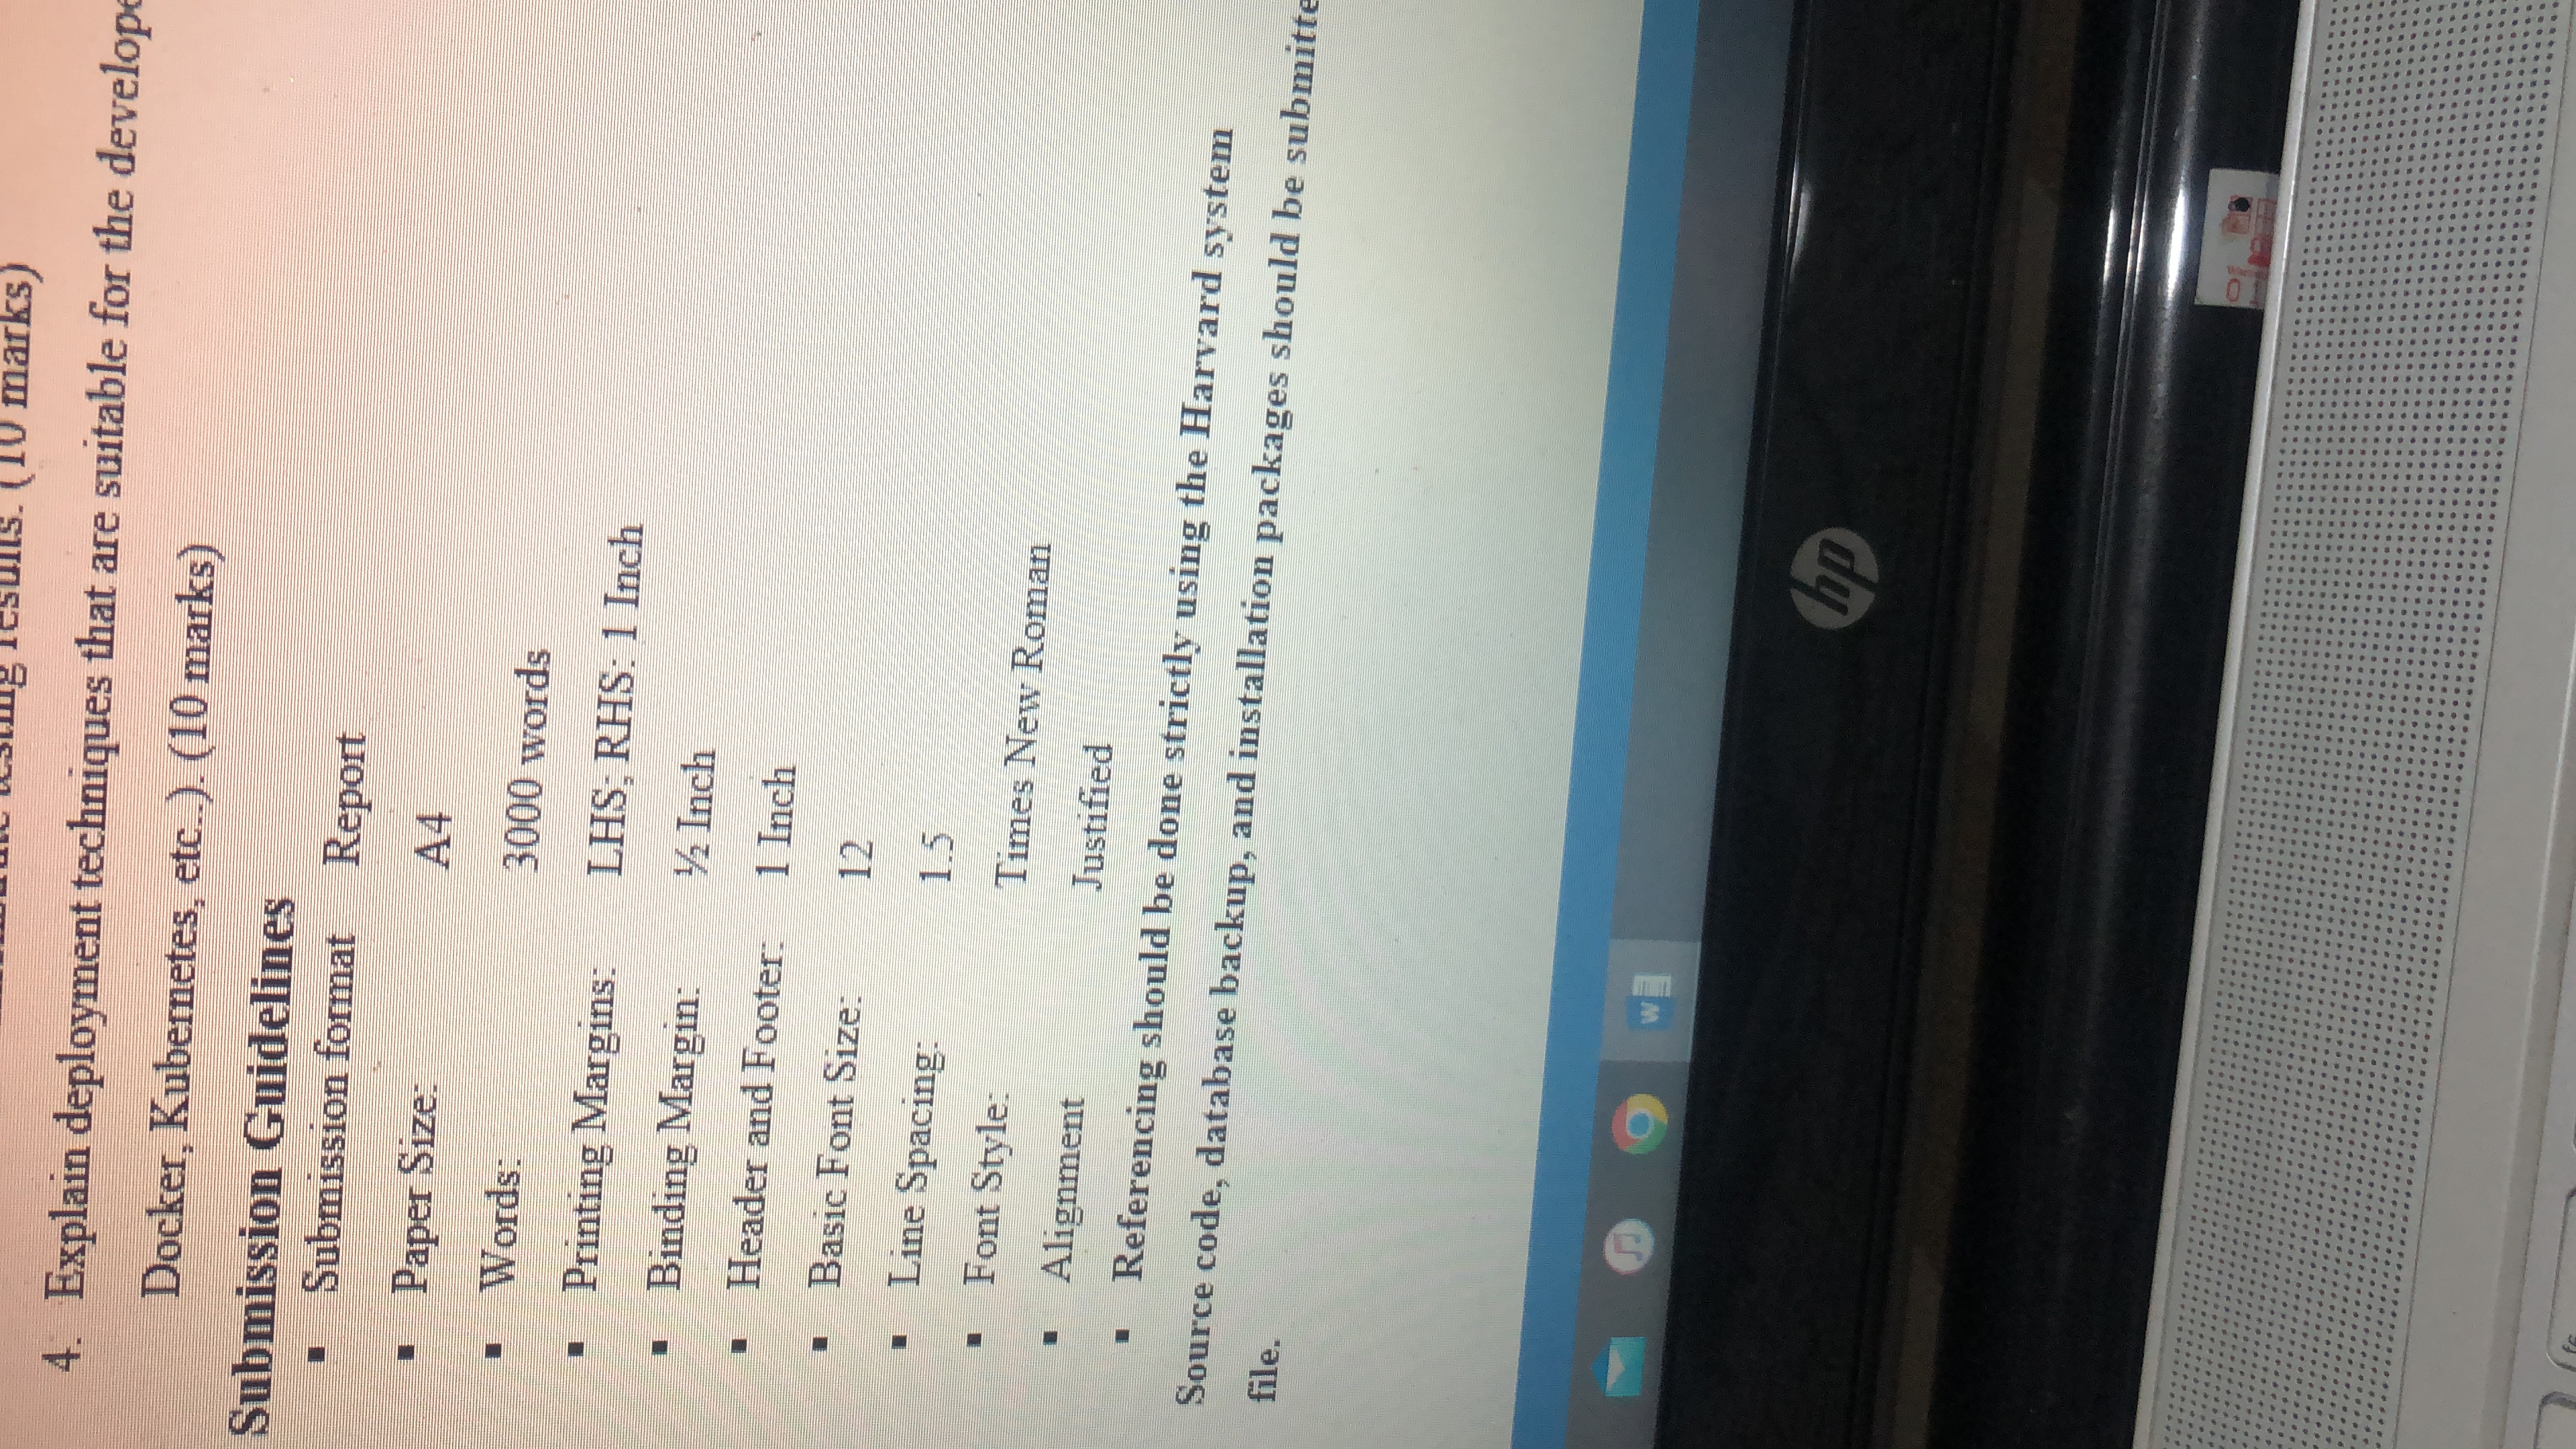 testing results. (10 marks)
4. Explain deployment techniques that are suitable for the develope
Docker, Kubernetes, etc..). (10 marks)
Submission Guidelines
▪ Submission format Report
▪ Paper Size: A4
▪ Words: 3000 words
▪ Printing Margins: LHS; RHS: 1 Inch
▪ Binding Margin: ½ Inch
▪ Header and Footer: 1 Inch
▪ Basic Font Size: 12
▪ Line Spacing: 1.5
▪ Font Style: Times New Roman
▪ Alignment Justified
▪ Referencing should be done strictly using the Harvard system
Source code, database backup, and installation packages should be submitte
file.
W
hp